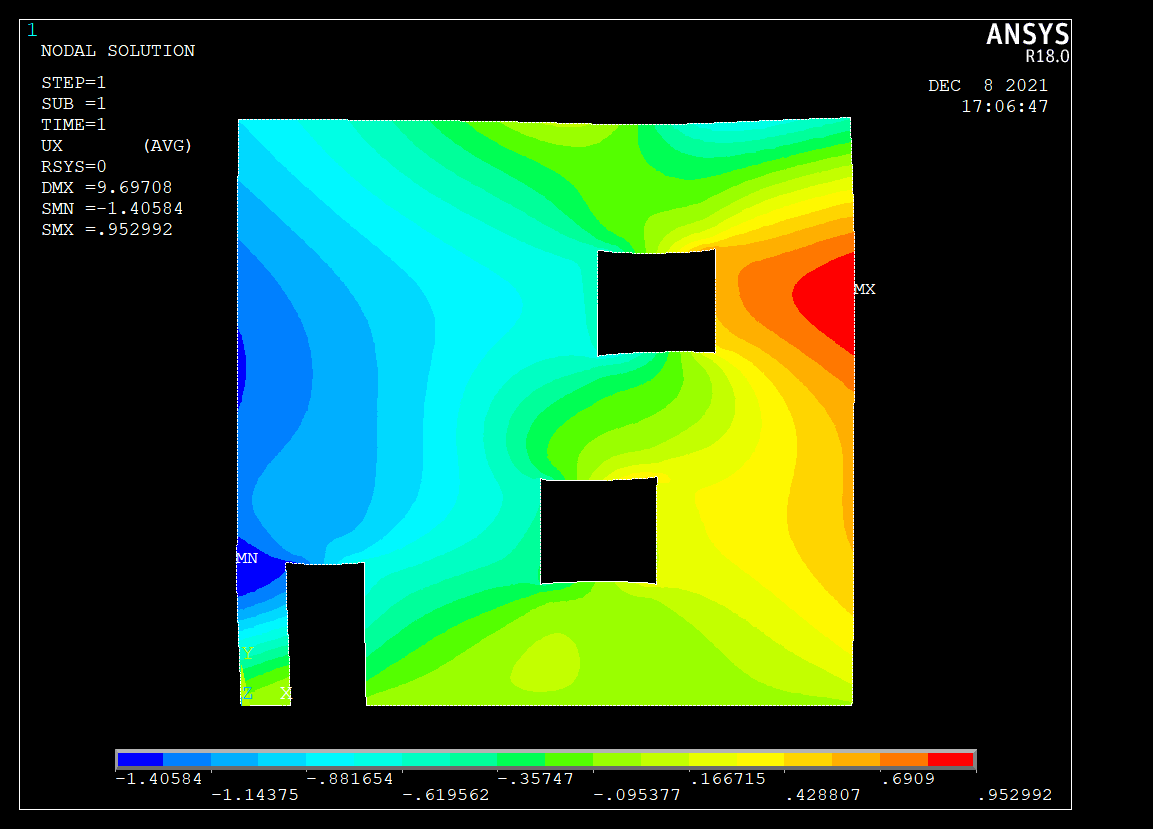 1
ANSYS
R18.0
NODAL SOLUTION
DEC  8 2021
17:06:47
STEP=1
SUB =1
TIME=1
UX       (AVG)
RSYS=0
DMX =9.69708
SMN =-1.40584
SMX =.952992
MX
MN
Y
Z X
-1.40584 -.881654 -.35747 .166715 .6909
-1.14375 -.619562 -.095377 .428807 .952992